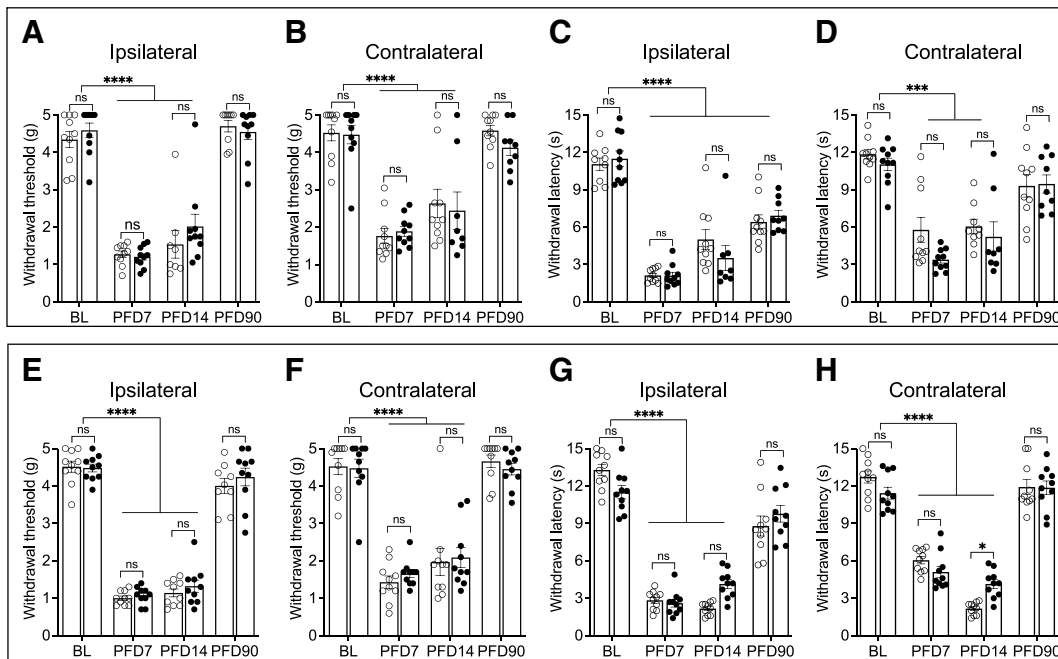 A
Ipsilateral
****
ns
ns
ns
ns
Withdrawal threshold (g)
5
4
3
2
1
0
BL
PFD7
PFD14
PFD90
B
Contralateral
****
ns
ns
ns
ns
Withdrawal threshold (g)
5
4
3
2
1
0
BL
PFD7
PFD14
PFD90
C
Ipsilateral
****
ns
ns
ns
ns
Withdrawal latency (s)
15
12
9
6
3
0
BL
PFD7
PFD14
PFD90
D
Contralateral
***
ns
ns
ns
ns
Withdrawal latency (s)
15
12
9
6
3
0
BL
PFD7
PFD14
PFD90
E
Ipsilateral
****
ns
ns
ns
ns
Withdrawal threshold (g)
5
4
3
2
1
0
BL
PFD7
PFD14
PFD90
F
Contralateral
****
ns
ns
ns
ns
Withdrawal threshold (g)
5
4
3
2
1
0
BL
PFD7
PFD14
PFD90
G
Ipsilateral
****
ns
ns
ns
ns
Withdrawal latency (s)
15
12
9
6
3
0
BL
PFD7
PFD14
PFD90
H
Contralateral
****
ns
ns
*
ns
Withdrawal latency (s)
15
12
9
6
3
0
BL
PFD7
PFD14
PFD90